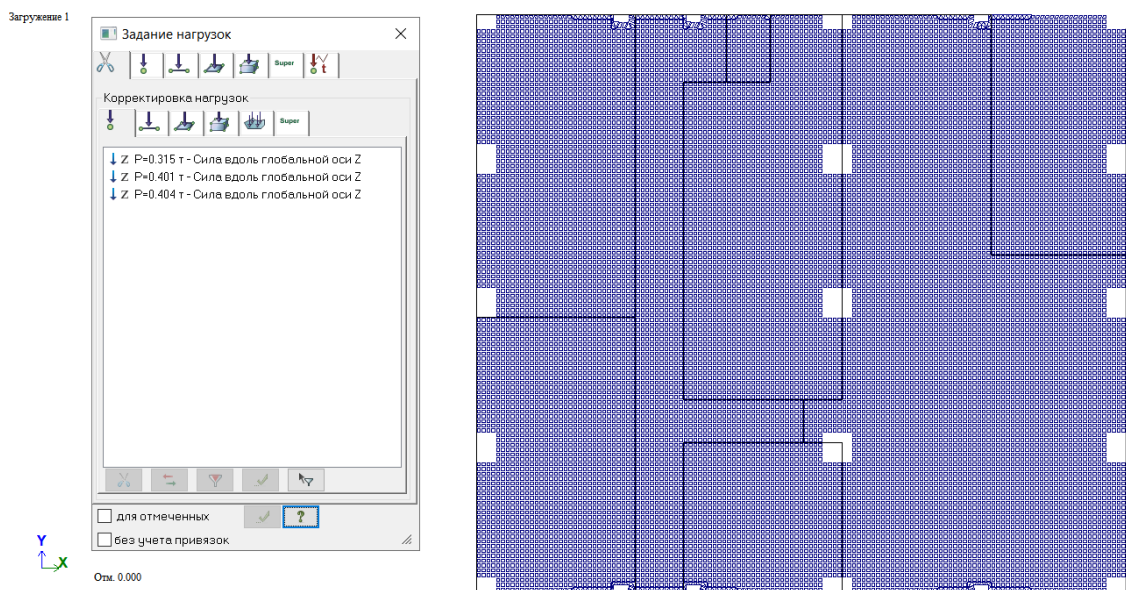 Загружение 1
Задание нагрузок
Super
t
Корректировка нагрузок
Super
Z P=0.315 т - Сила вдоль глобальной оси Z
Z P=0.401 т - Сила вдоль глобальной оси Z
Z P=0.404 т - Сила вдоль глобальной оси Z
для отмеченных
?
без учета привязок
Y
X
Отм. 0.000